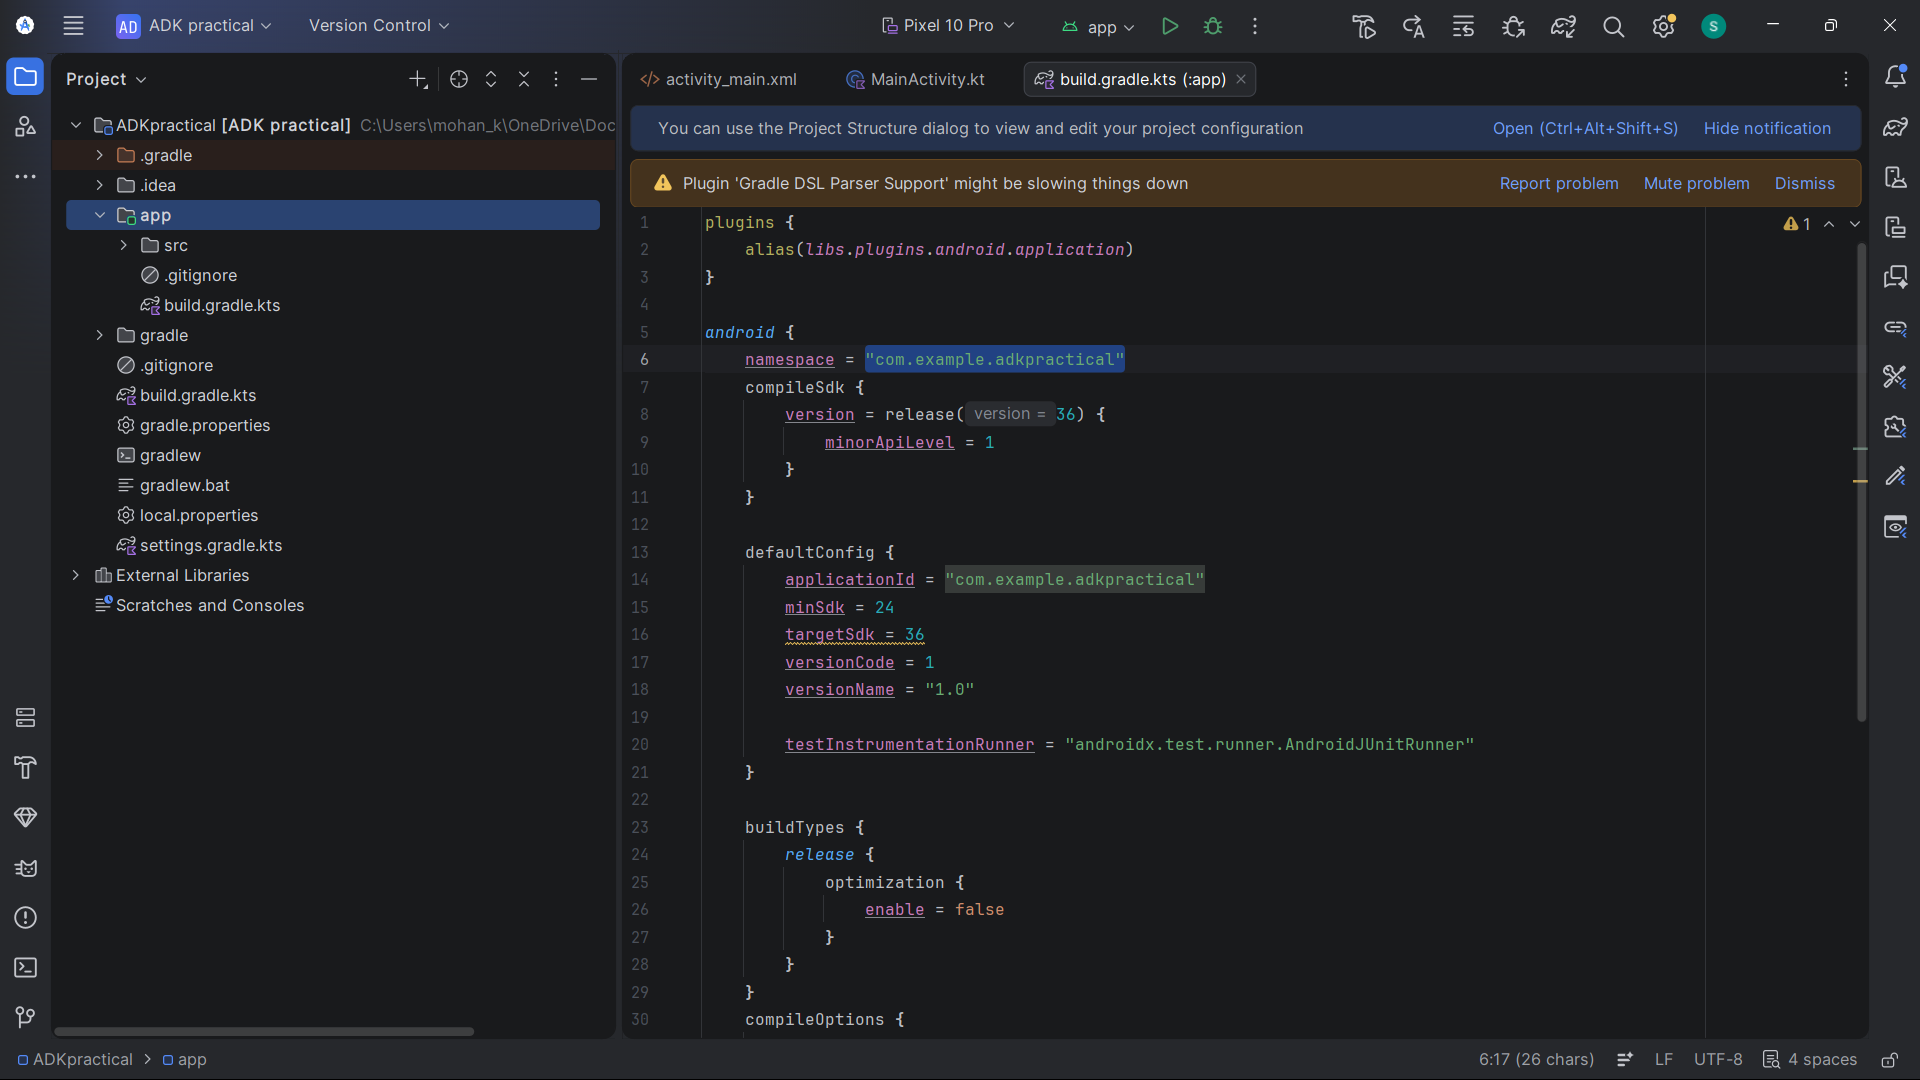 AD ADK practical Version Control Pixel 10 Pro app S
Project
activity_main.xml MainActivity.kt build.gradle.kts (:app)
ADKpractical [ADK practical] C:\Users\mohan_k\OneDrive\Doc
.gradle
.idea
app
src
.gitignore
build.gradle.kts
gradle
.gitignore
build.gradle.kts
gradle.properties
gradlew
gradlew.bat
local.properties
settings.gradle.kts
External Libraries
Scratches and Consoles
You can use the Project Structure dialog to view and edit your project configuration Open (Ctrl+Alt+Shift+S) Hide notification
Plugin 'Gradle DSL Parser Support' might be slowing things down Report problem Mute problem Dismiss
1 plugins { 1
2 alias(libs.plugins.android.application)
3 }
4
5 android {
6 namespace = "com.example.adkpractical"
7 compileSdk {
8 version = release( version = 36) {
9 minorApiLevel = 1
10 }
11 }
12
13 defaultConfig {
14 applicationId = "com.example.adkpractical"
15 minSdk = 24
16 targetSdk = 36
17 versionCode = 1
18 versionName = "1.0"
19
20 testInstrumentationRunner = "androidx.test.runner.AndroidJUnitRunner"
21 }
22
23 buildTypes {
24 release {
25 optimization {
26 enable = false
27 }
28 }
29 }
30 compileOptions {
ADKpractical > app 6:17 (26 chars) LF UTF-8 4 spaces